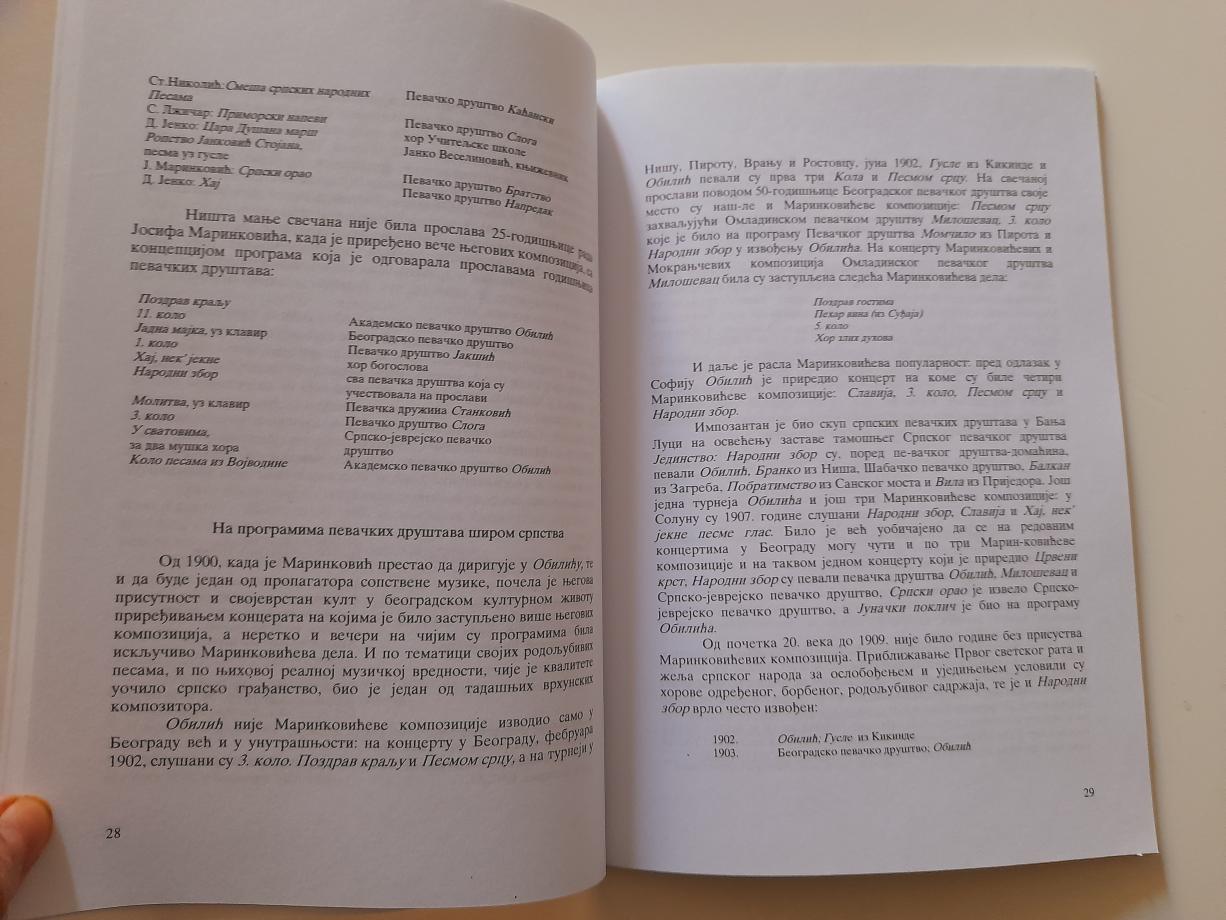 Ст.Николић: Смеша српских народних
Песама
Певачко друштво Каћански
С. Лжичар: Приморски напеви
Певачко друштво Слога
Д. Јенко: Цара Душана марш
хор Учитељске школе
Ропство Јанковић Стојана,
Јанко Веселиновић, књижевник
песма уз гусле
Ј. Маринковић: Српски орао
Певачко друштво Братство
Д. Јенко: Хај
Певачко друштво Напредак
Ништа мање свечана није била прослава 25-годишњице рада
Јосифа Маринковића, када је приређено вече његових композиција, са
концепцијом програма која је одговарала прославама годишњица
певачких друштава:
Поздрав краљу
11. коло
Академско певачко друштво Обилић
Јадна мајка, уз клавир
Београдско певачко друштво
1. коло
Певачко друштво Јакшић
Хај, нек' јекне
хор богослова
Народни збор
сва певачка друштва која су
учествовала на прослави
Молитва, уз клавир
Певачка дружина Станковић
3. коло
Певачко друштво Слога
У сватовима,
Српско-јеврејско певачко
за два мушка хора
друштво
Коло песама из Војводине
Академско певачко друштво Обилић
На програмима певачких друштава широм српства
Од 1900, када је Маринковић престао да диригује у Обилићу, те
и да буде један од пропагатора сопствене музике, почела је његова
присутност и својеврстан култ у београдском културном животу
приређивањем концерата на којима је било заступљено више његових
композиција, а неретко и вечери на чијим су програмима била
искључиво Маринковићева дела. И по тематици својих родољубивих
песама, и по њиховој реалној музичкој вредности, чије је квалитете
уочило српско грађанство, био је један од тадашњих врхунских
композитора.
Обилић није Маринковићеве композиције изводио само у
Београду већ и у унутрашњости: на концерту у Београду, фебруара
1902, слушани су 3. коло. Поздрав краљу и Песмом срцу, а на турнеји у
28
Нишу, Пироту, Врању и Ростовцу, јуна 1902, Гусле из Кикинде и
Обилић певали су прва три Кола и Песмом срцу. На свечаној
прослави поводом 50-годишњице Београдског певачког друштва своје
место су наш-ле и Маринковићеве композиције: Песмом срцу
захваљујући Омладинском певачком друштву Милошевац, 3. коло
које је било на програму Певачког друштва Момчило из Пирота и
Народни збор у извођењу Обилића. На концерту Маринковићевих и
Мокрањчевих композиција Омладинског певачког друштва
Милошевац била су заступљена следећа Маринковићева дела:
Поздрав гостима
Пехар вина (из Суђаја)
5. коло
Хор злих духова
И даље је расла Маринковићева популарност: пред одлазак у
Софију Обилић је приредио концерт на коме су биле четири
Маринковићеве композиције: Славија, 3. коло, Песмом срцу и
Народни збор.
Импозантан је био скуп српских певачких друштава у Бања
Луци на освећењу заставе тамошњег Српског певачког друштва
Јединство: Народни збор су, поред пе-вачког друштва-домаћина,
певали Обилић, Бранко из Ниша, Шабачко певачко друштво, Балкан
из Загреба, Побратимство из Санског моста и Вила из Приједора. Још
једна турнеја Обилића и још три Маринковићеве композиције: у
Солуну су 1907. године слушани Народни збор, Славија и Хај, нек'
јекне песме глас. Било је већ уобичајено да се на редовним
концертима у Београду могу чути и по три Марин-ковићеве
композиције и на таквом једном концерту који је приредио Црвени
крст, Народни збор су певали певачка друштва Обилић, Милошевац и
Српско-јеврејско певачко друштво, Српски орао је извело Српско-
јеврејско певачко друштво, а Јуначки поклич је био на програму
Обилића.
Од почетка 20. века до 1909. није било године без присуства
Маринковићевих композиција. Приближавање Првог светског рата и
жеља српског народа за ослобођењем и уједињењем условили су
хорове одређеног, борбеног, родољубивог садржаја, те је и Народни
збор врло често извођен:
1902. Обилић, Гусле из Кикинде
1903. Београдско певачко друштво, Обилић
29